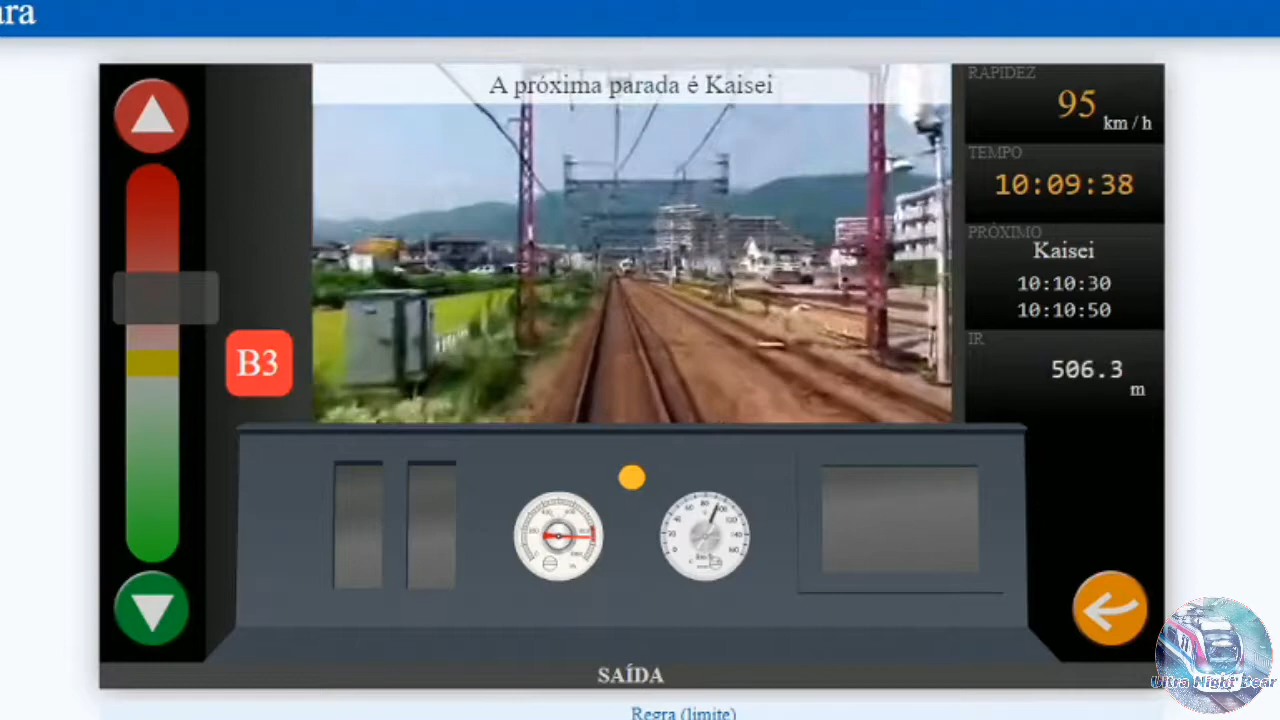 ara
A próxima parada é Kaisei
RAPIDEZ
95
km / h
TEMPO
10:09:38
PRÓXIMO
Kaisei
10:10:30
10:10:50
IR
506.3
m
B3
SAÍDA
Regra (limite)
Ultra Night Bear